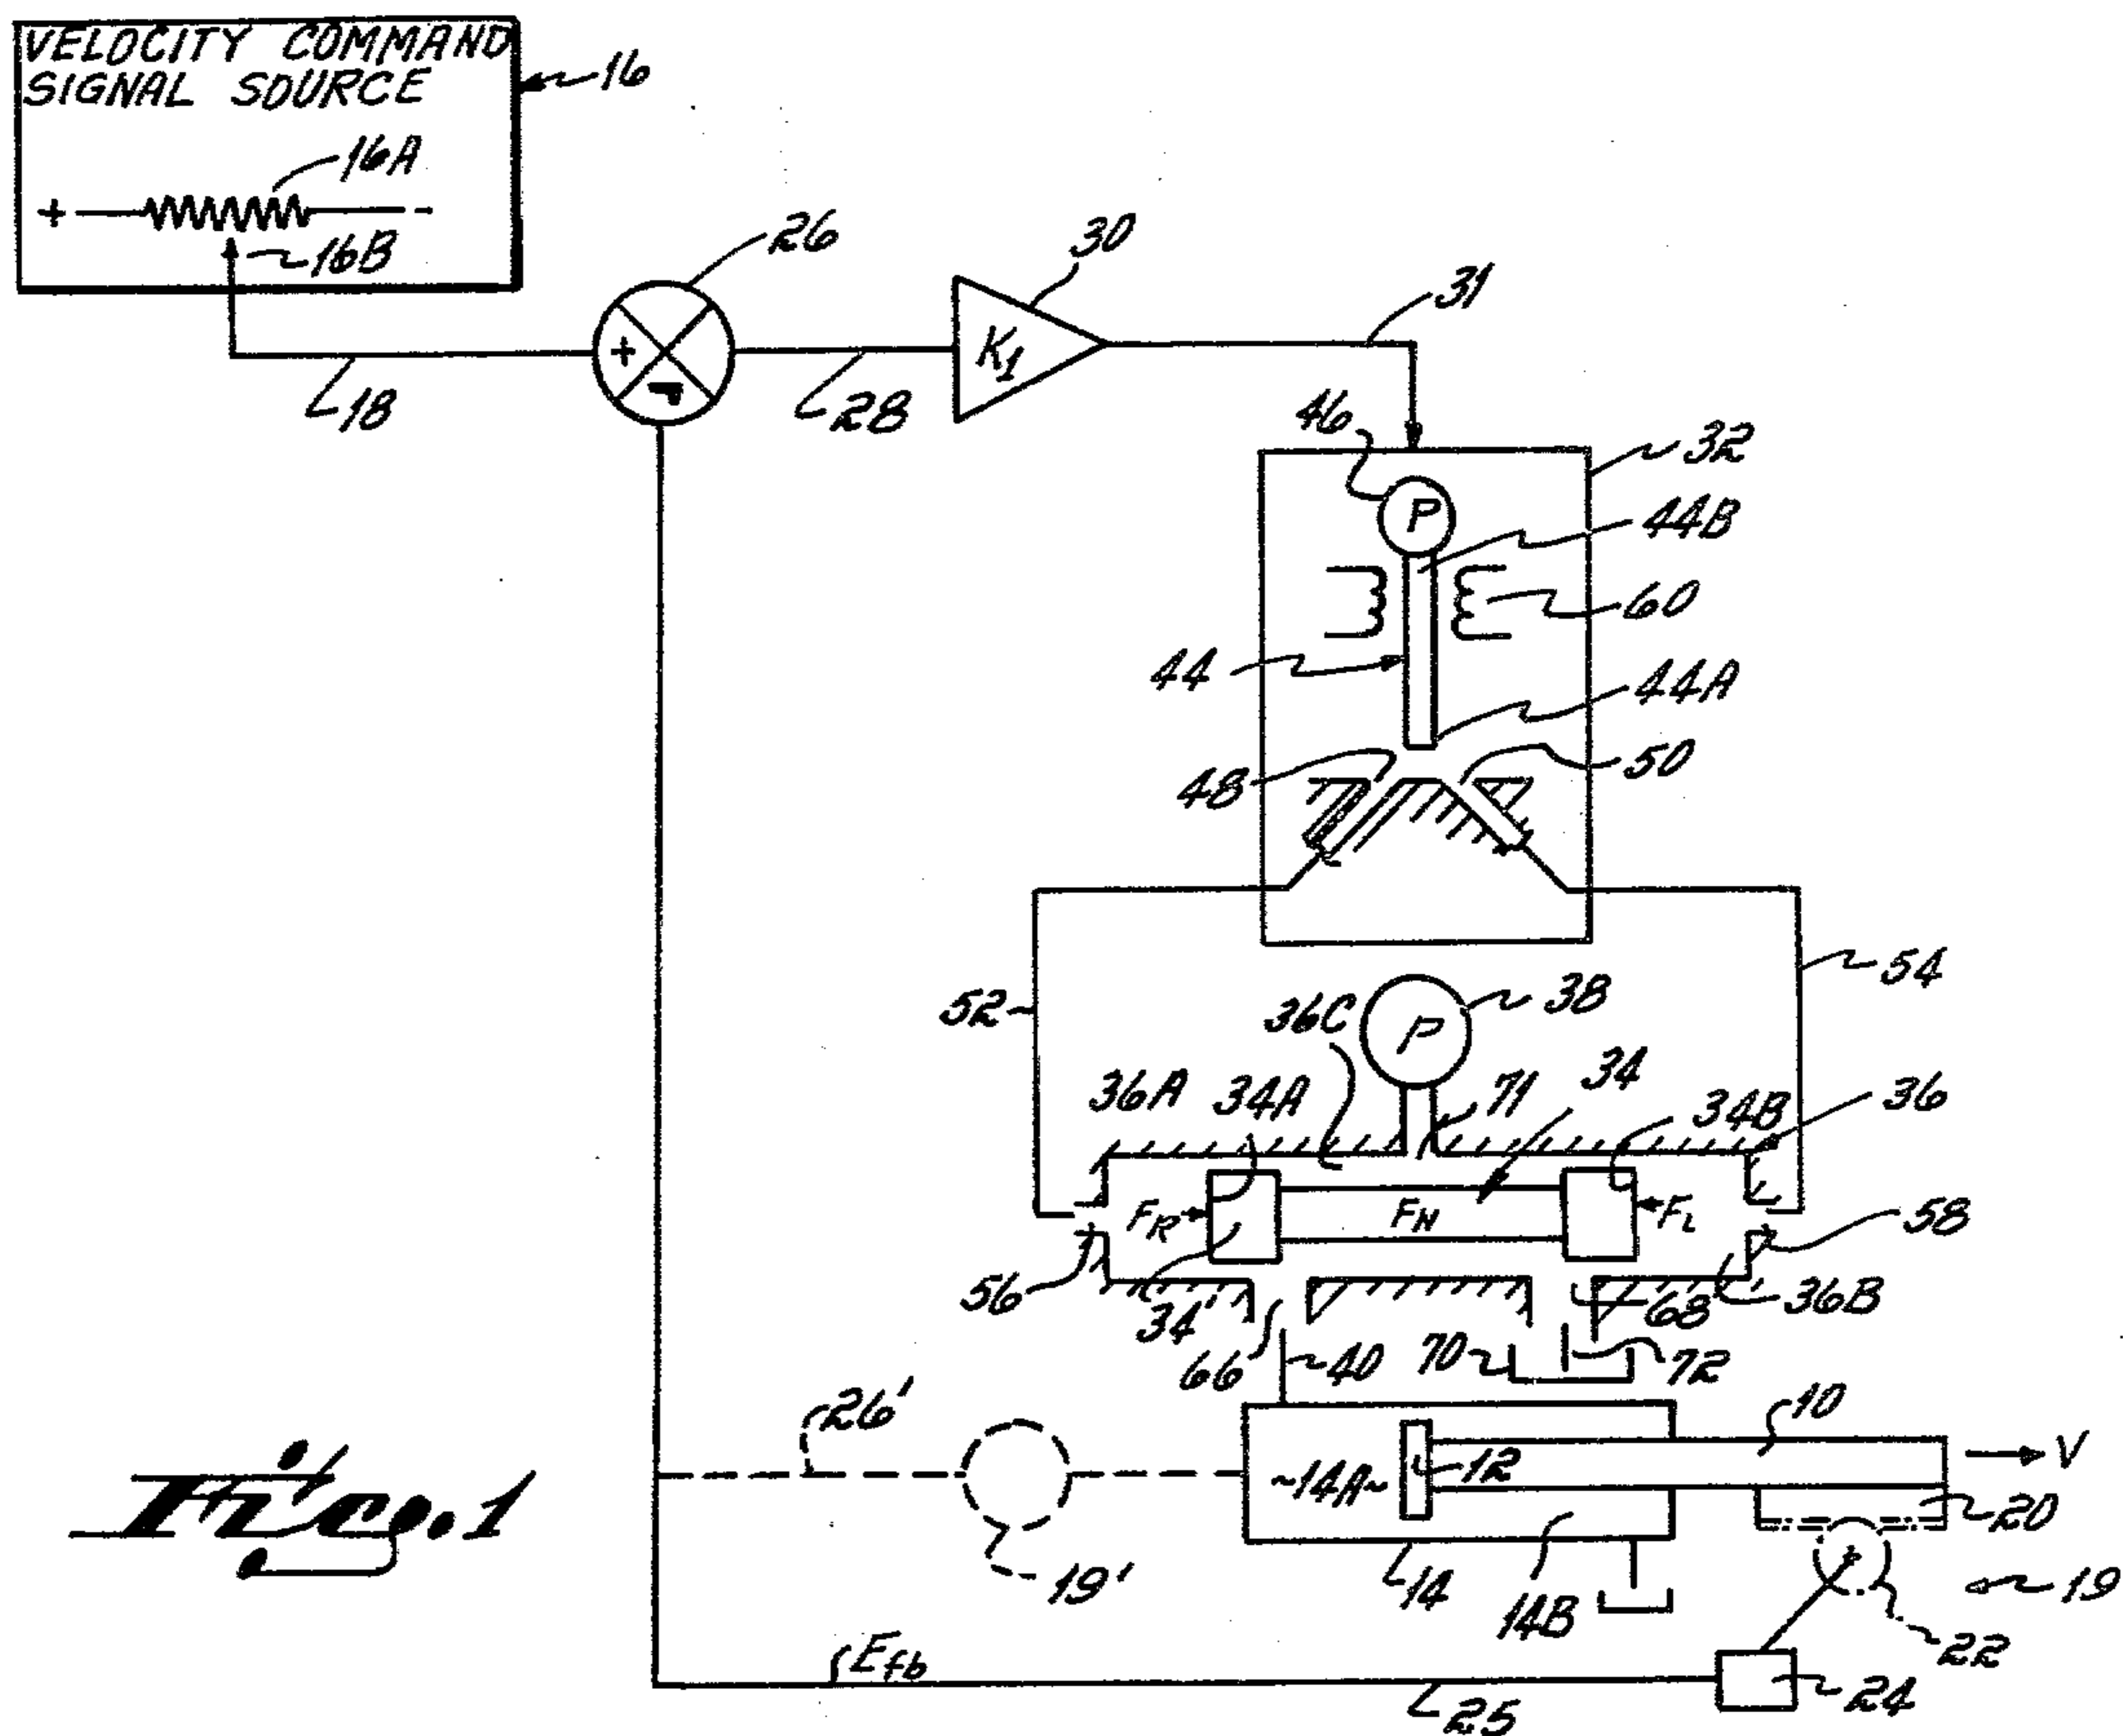 VELOCITY COMMAND
SIGNAL SOURCE
16
16A
+
-
16B
26
30
31
+
-
K1
18
28
46
32
P
44B
60
44
44A
48
50
52
54
38
36C
P
36A
34A
71
34
34B
36
FR
FN
FL
58
56
34'
66
40
70
68
72
36B
26'
10
V
~14A~
12
20
Fig. 1
19'
14
14B
19
22
Efb
25
24